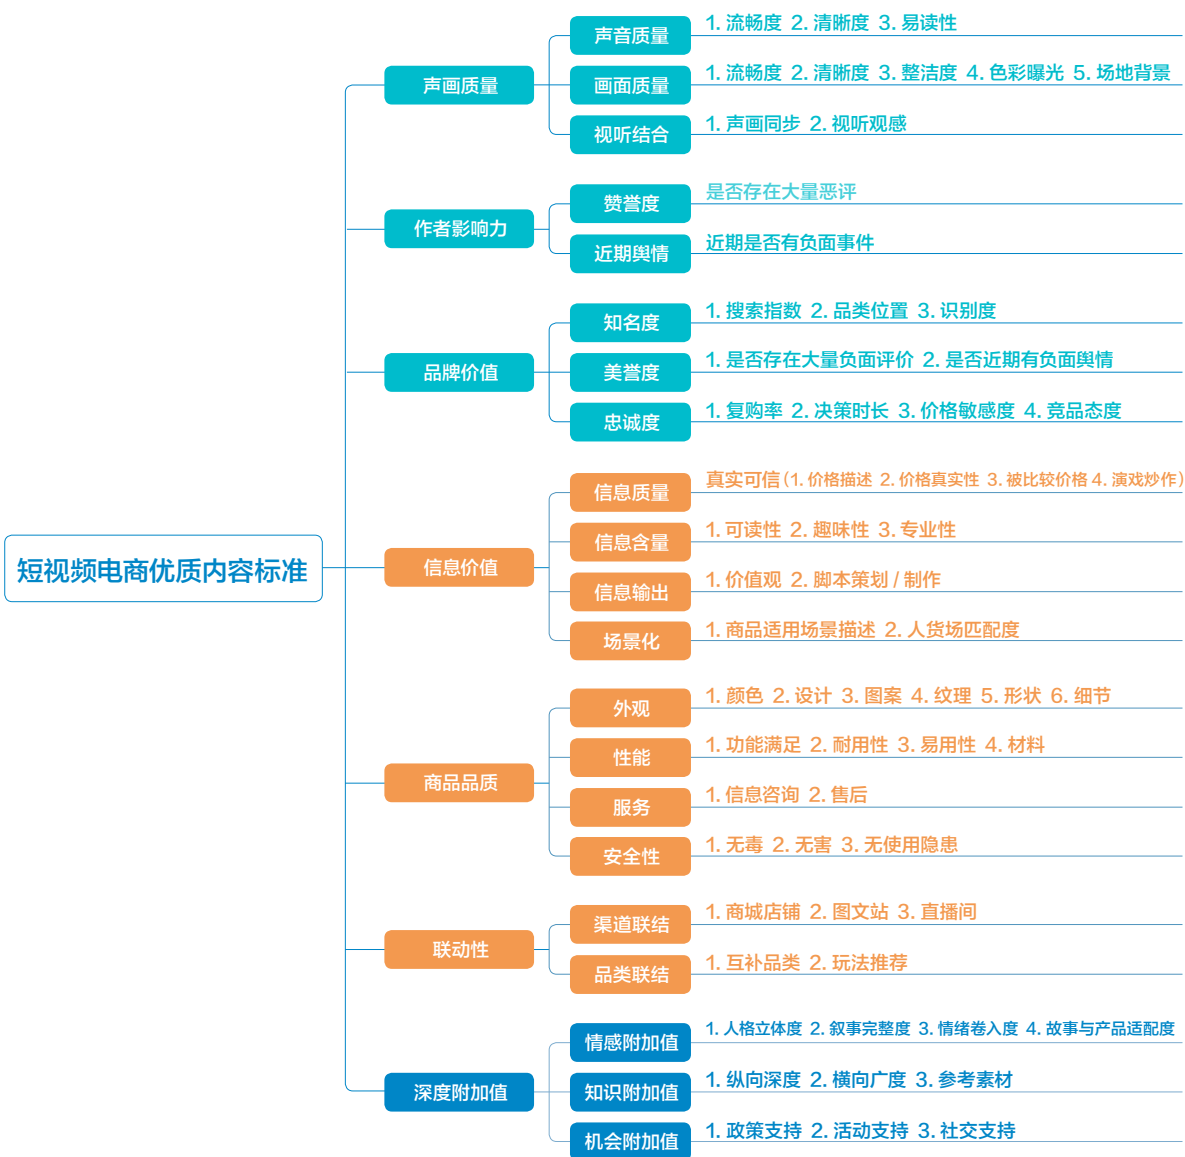 短视频电商优质内容标准
声画质量
声音质量
1. 流畅度 2. 清晰度 3. 易读性
画面质量
1. 流畅度 2. 清晰度 3. 整洁度 4. 色彩曝光 5. 场地背景
视听结合
1. 声画同步 2. 视听观感
作者影响力
赞誉度
是否存在大量恶评
近期舆情
近期是否有负面事件
品牌价值
知名度
1. 搜索指数 2. 品类位置 3. 识别度
美誉度
1. 是否存在大量负面评价 2. 是否近期有负面舆情
忠诚度
1. 复购率 2. 决策时长 3. 价格敏感度 4. 竞品态度
信息价值
信息质量
真实可信(1. 价格描述 2. 价格真实性 3. 被比较价格 4. 演戏炒作)
信息含量
1. 可读性 2. 趣味性 3. 专业性
信息输出
1. 价值观 2. 脚本策划 / 制作
场景化
1. 商品适用场景描述 2. 人货场匹配度
商品品质
外观
1. 颜色 2. 设计 3. 图案 4. 纹理 5. 形状 6. 细节
性能
1. 功能满足 2. 耐用性 3. 易用性 4. 材料
服务
1. 信息咨询 2. 售后
安全性
1. 无毒 2. 无害 3. 无使用隐患
联动性
渠道联结
1. 商城店铺 2. 图文站 3. 直播间
品类联结
1. 互补品类 2. 玩法推荐
深度附加值
情感附加值
1. 人格立体度 2. 叙事完整度 3. 情绪卷入度 4. 故事与产品适配度
知识附加值
1. 纵向深度 2. 横向广度 3. 参考素材
机会附加值
1. 政策支持 2. 活动支持 3. 社交支持